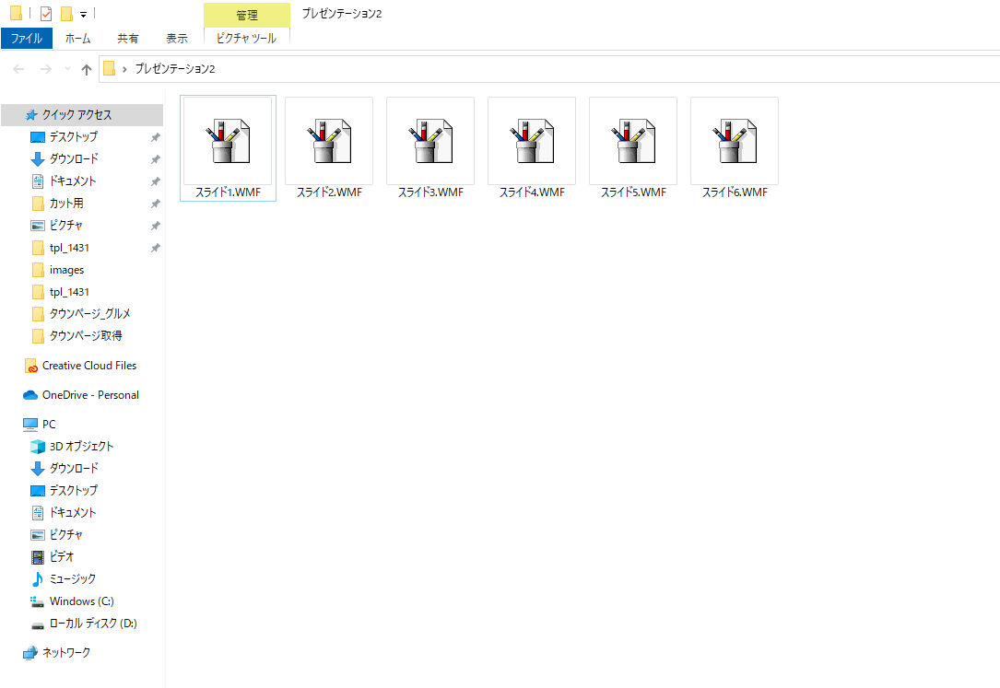 管理
プレゼンテーション2
ファイル
ホーム
共有
表示
ピクチャ ツール
プレゼンテーション2
クイック アクセス
デスクトップ
ダウンロード
ドキュメント
カット用
ピクチャ
tpl_1431
images
tpl_1431
タウンページ_グルメ
タウンページ取得
Creative Cloud Files
OneDrive - Personal
PC
3D オブジェクト
ダウンロード
デスクトップ
ドキュメント
ピクチャ
ビデオ
ミュージック
Windows (C:)
ローカル ディスク (D:)
ネットワーク
スライド1.WMF
スライド2.WMF
スライド3.WMF
スライド4.WMF
スライド5.WMF
スライド6.WMF